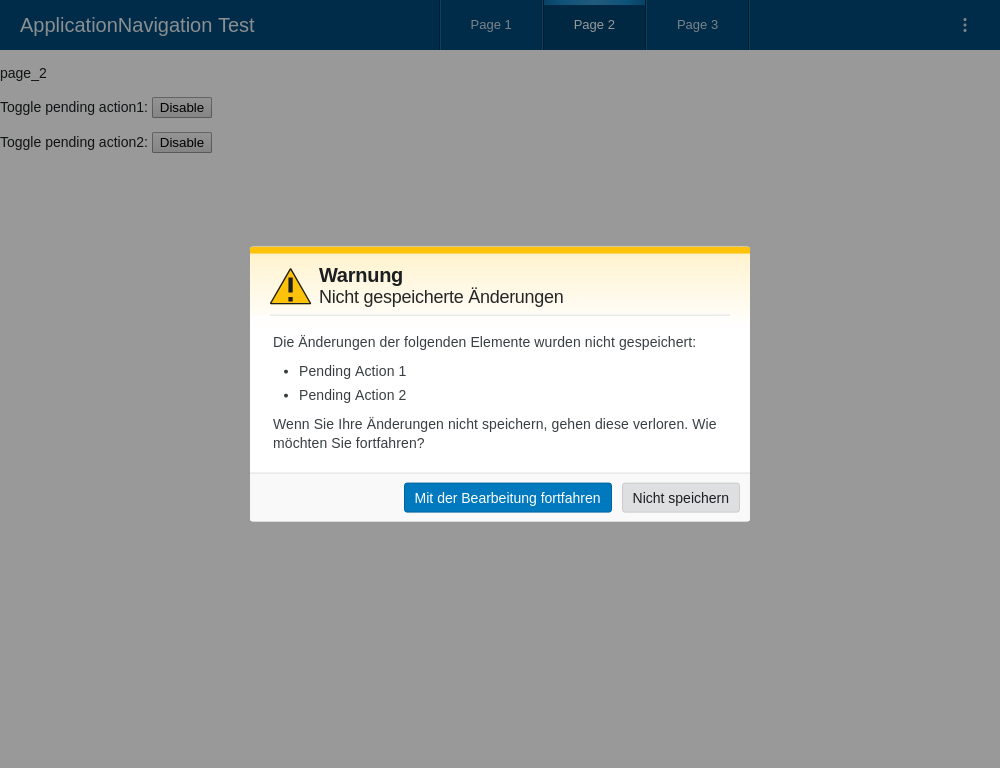 ApplicationNavigation Test
Page 1
Page 2
Page 3
page_2
Toggle pending action1: Disable
Toggle pending action2: Disable
Warnung
Nicht gespeicherte Änderungen
Die Änderungen der folgenden Elemente wurden nicht gespeichert:
• Pending Action 1
• Pending Action 2
Wenn Sie Ihre Änderungen nicht speichern, gehen diese verloren. Wie
möchten Sie fortfahren?
Mit der Bearbeitung fortfahren
Nicht speichern